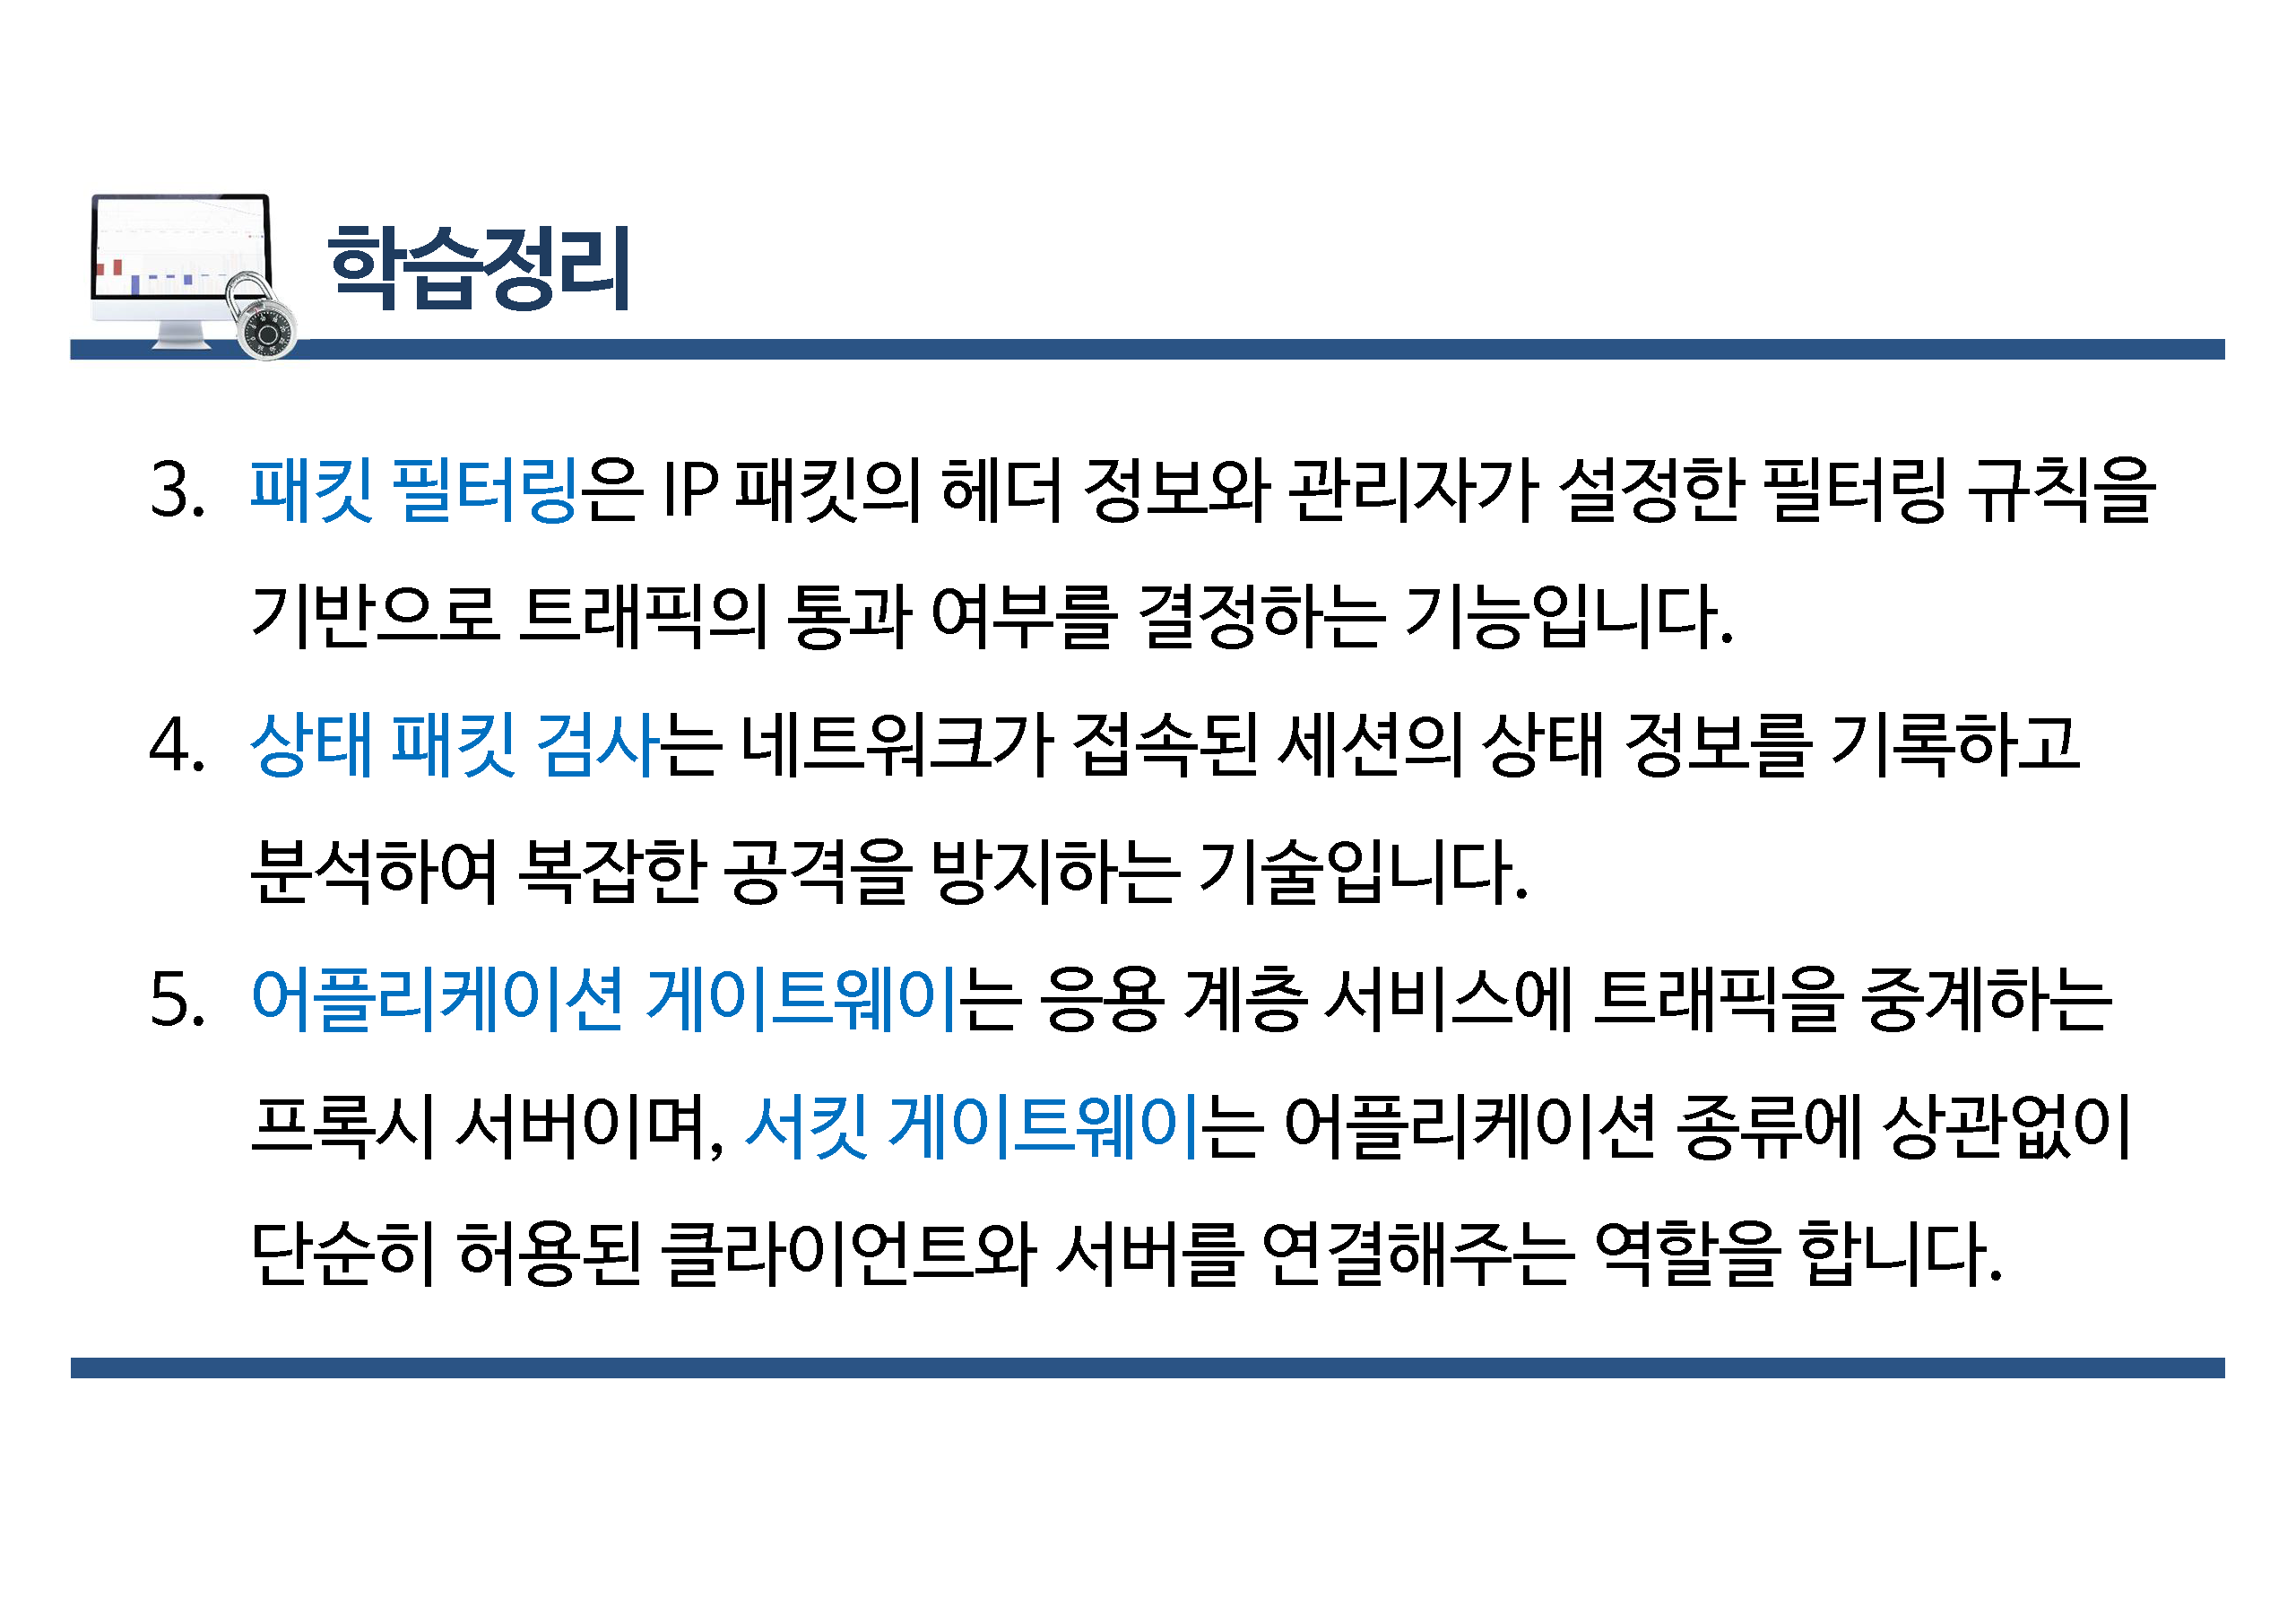 학습정리
3. 패킷 필터링은 IP 패킷의 헤더 정보와 관리자가 설정한 필터링 규칙을
기반으로 트래픽의 통과 여부를 결정하는 기능입니다.
4. 상태 패킷 검사는 네트워크가 접속된 세션의 상태 정보를 기록하고
분석하여 복잡한 공격을 방지하는 기술입니다.
5. 어플리케이션 게이트웨이는 응용 계층 서비스에 트래픽을 중계하는
프록시 서버이며, 서킷 게이트웨이는 어플리케이션 종류에 상관없이
단순히 허용된 클라이언트와 서버를 연결해주는 역할을 합니다.